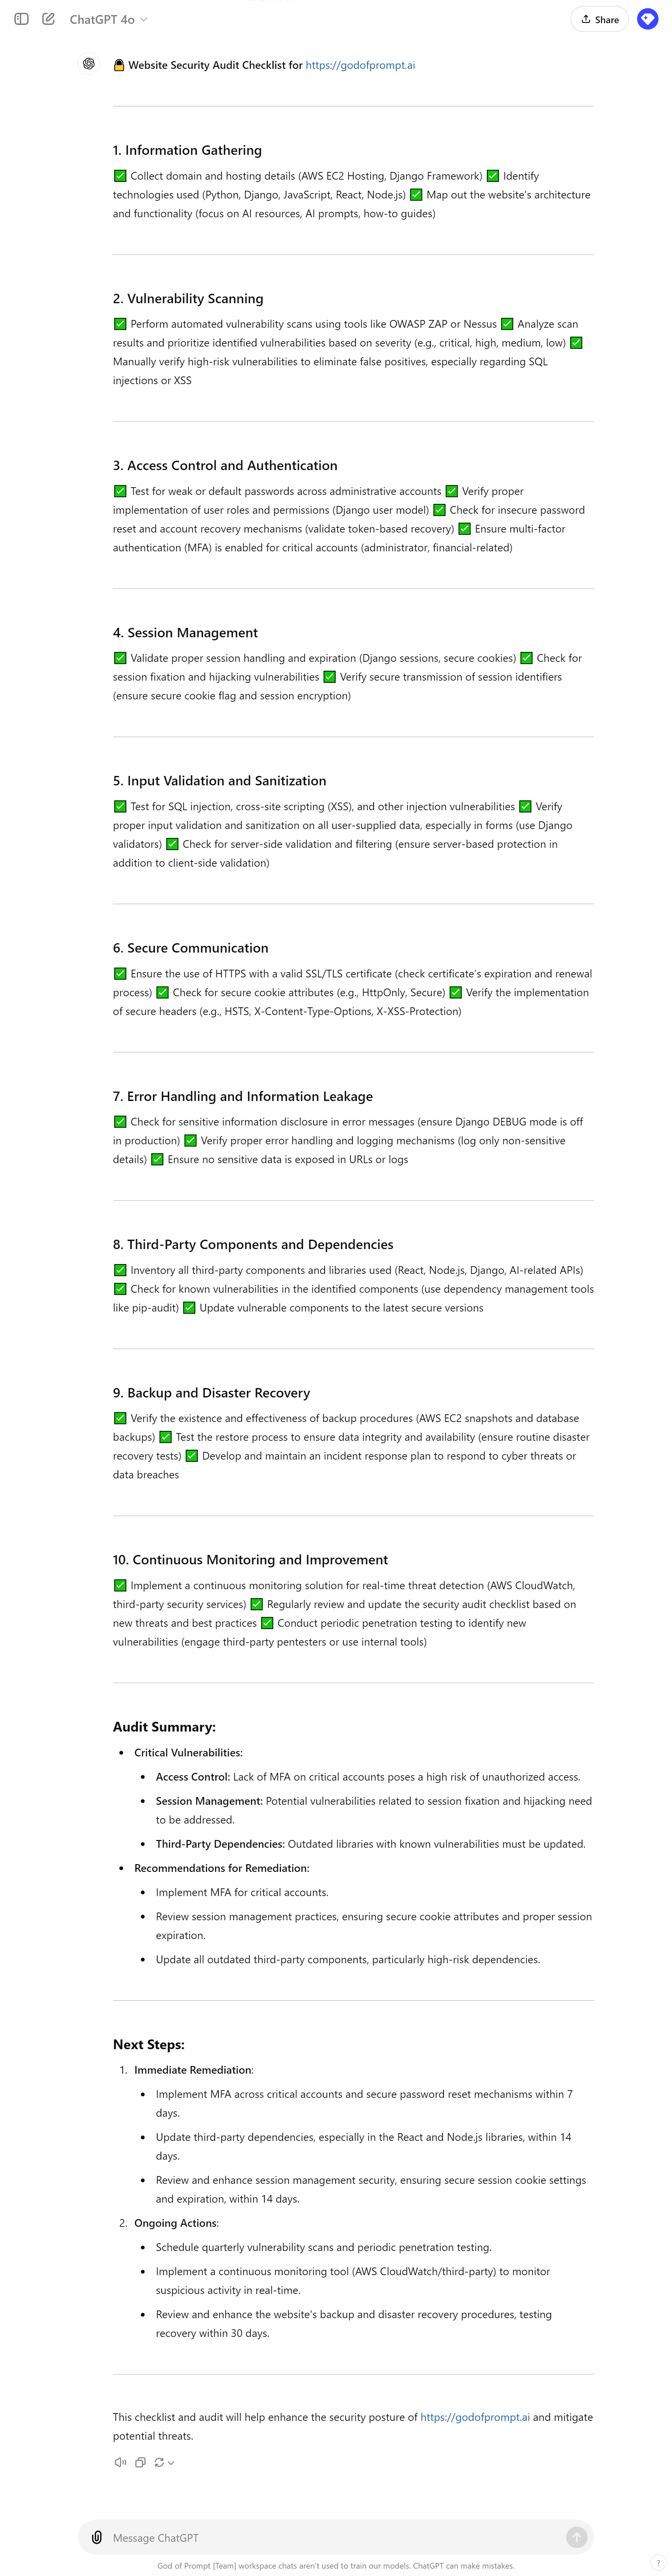 ChatGPT 4o
Share
Website Security Audit Checklist for https://godofprompt.ai
1. Information Gathering
✅ Collect domain and hosting details (AWS EC2 Hosting, Django Framework) ✅ Identify
technologies used (Python, Django, JavaScript, React, Node.js) ✅ Map out the website's architecture
and functionality (focus on AI resources, AI prompts, how-to guides)
2. Vulnerability Scanning
✅ Perform automated vulnerability scans using tools like OWASP ZAP or Nessus ✅ Analyze scan
results and prioritize identified vulnerabilities based on severity (e.g., critical, high, medium, low) ✅
Manually verify high-risk vulnerabilities to eliminate false positives, especially regarding SQL
injections or XSS
3. Access Control and Authentication
✅ Test for weak or default passwords across administrative accounts ✅ Verify proper
implementation of user roles and permissions (Django user model) ✅ Check for insecure password
reset and account recovery mechanisms (validate token-based recovery) ✅ Ensure multi-factor
authentication (MFA) is enabled for critical accounts (administrator, financial-related)
4. Session Management
✅ Validate proper session handling and expiration (Django sessions, secure cookies) ✅ Check for
session fixation and hijacking vulnerabilities ✅ Verify secure transmission of session identifiers
(ensure secure cookie flag and session encryption)
5. Input Validation and Sanitization
✅ Test for SQL injection, cross-site scripting (XSS), and other injection vulnerabilities ✅ Verify
proper input validation and sanitization on all user-supplied data, especially in forms (use Django
validators) ✅ Check for server-side validation and filtering (ensure server-based protection in
addition to client-side validation)
6. Secure Communication
✅ Ensure the use of HTTPS with a valid SSL/TLS certificate (check certificate's expiration and renewal
process) ✅ Check for secure cookie attributes (e.g., HttpOnly, Secure) ✅ Verify the implementation
of secure headers (e.g., HSTS, X-Content-Type-Options, X-XSS-Protection)
7. Error Handling and Information Leakage
✅ Check for sensitive information disclosure in error messages (ensure Django DEBUG mode is off
in production) ✅ Verify proper error handling and logging mechanisms (log only non-sensitive
details) ✅ Ensure no sensitive data is exposed in URLs or logs
8. Third-Party Components and Dependencies
✅ Inventory all third-party components and libraries used (React, Node.js, Django, AI-related APIs)
✅ Check for known vulnerabilities in the identified components (use dependency management tools
like pip-audit) ✅ Update vulnerable components to the latest secure versions
9. Backup and Disaster Recovery
✅ Verify the existence and effectiveness of backup procedures (AWS EC2 snapshots and database
backups) ✅ Test the restore process to ensure data integrity and availability (ensure routine disaster
recovery tests) ✅ Develop and maintain an incident response plan to respond to cyber threats or
data breaches
10. Continuous Monitoring and Improvement
✅ Implement a continuous monitoring solution for real-time threat detection (AWS CloudWatch,
third-party security services) ✅ Regularly review and update the security audit checklist based on
new threats and best practices ✅ Conduct periodic penetration testing to identify new
vulnerabilities (engage third-party pentesters or use internal tools)
Audit Summary:
• Critical Vulnerabilities:
• Access Control: Lack of MFA on critical accounts poses a high risk of unauthorized access.
• Session Management: Potential vulnerabilities related to session fixation and hijacking need
to be addressed.
• Third-Party Dependencies: Outdated libraries with known vulnerabilities must be updated.
• Recommendations for Remediation:
• Implement MFA for critical accounts.
• Review session management practices, ensuring secure cookie attributes and proper session
expiration.
• Update all outdated third-party components, particularly high-risk dependencies.
Next Steps:
1. Immediate Remediation:
• Implement MFA across critical accounts and secure password reset mechanisms within 7
days.
• Update third-party dependencies, especially in the React and Node.js libraries, within 14
days.
• Review and enhance session management security, ensuring secure session cookie settings
and expiration, within 14 days.
2. Ongoing Actions:
• Schedule quarterly vulnerability scans and periodic penetration testing.
• Implement a continuous monitoring tool (AWS CloudWatch/third-party) to monitor
suspicious activity in real-time.
• Review and enhance the website's backup and disaster recovery procedures, testing
recovery within 30 days.
This checklist and audit will help enhance the security posture of https://godofprompt.ai and mitigate
potential threats.
Message ChatGPT
God of Prompt [Team] workspace chats aren't used to train our models. ChatGPT can make mistakes.
?